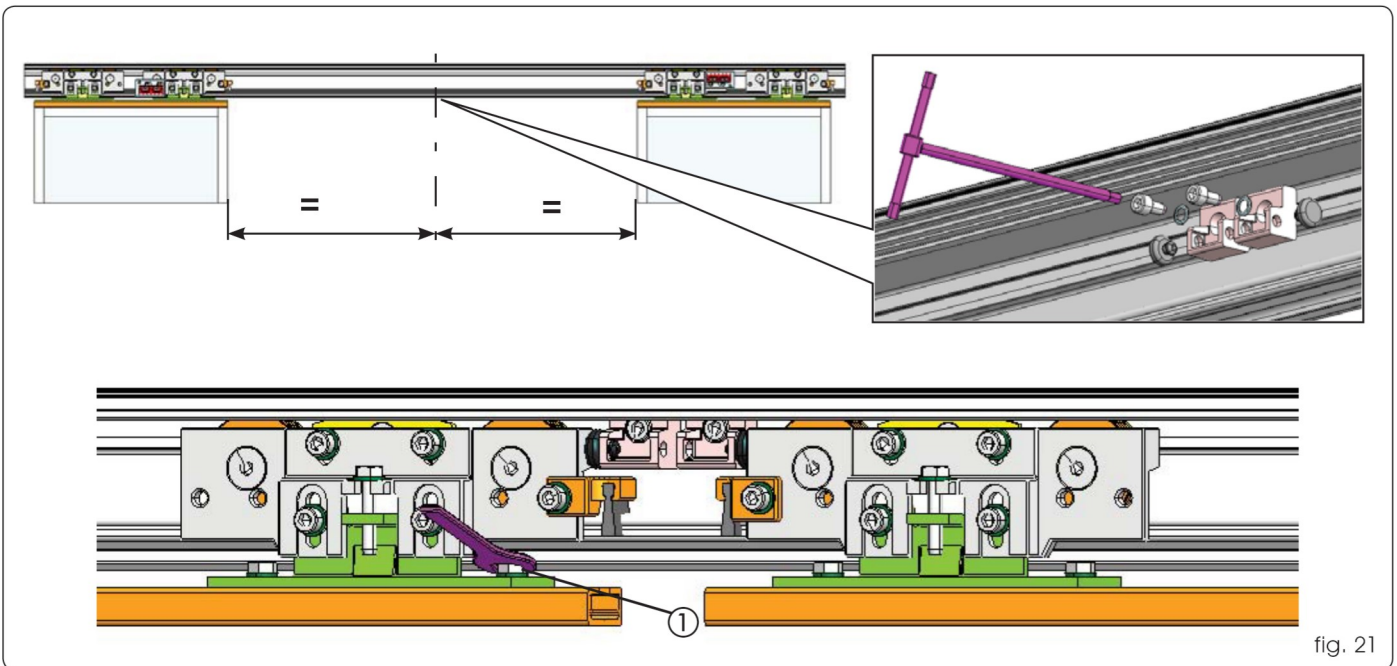 = =
①
fig. 21